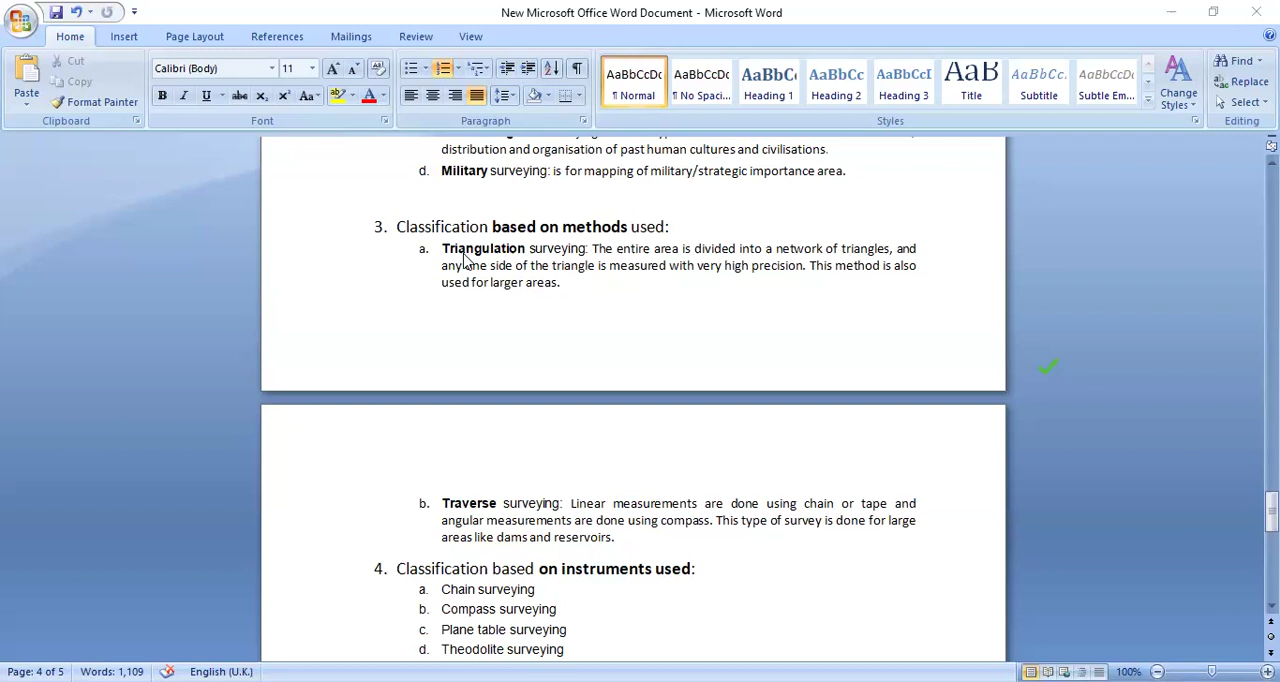 New Microsoft Office Word Document - Microsoft Word
Home Insert Page Layout References Mailings Review View
Paste
Cut
Copy
Format Painter
Clipboard
Calibri (Body) 11
Font
Paragraph
AaBbCcDc AaBbCcDc AaBbCc AaBbCc AaBbCcI AaB AaBbCc. AaBbCcDc
¶ Normal ¶ No Spaci... Heading 1 Heading 2 Heading 3 Title Subtitle Subtle Em...
Change Styles
Styles
Find
Replace
Select
Editing
distribution and organisation of past human cultures and civilisations.
d. Military surveying: is for mapping of military/strategic importance area.
3. Classification based on methods used:
a. Triangulation surveying: The entire area is divided into a network of triangles, and
any one side of the triangle is measured with very high precision. This method is also
used for larger areas.
b. Traverse surveying: Linear measurements are done using chain or tape and
angular measurements are done using compass. This type of survey is done for large
areas like dams and reservoirs.
4. Classification based on instruments used:
a. Chain surveying
b. Compass surveying
c. Plane table surveying
d. Theodolite surveying
Page: 4 of 5 Words: 1,109 English (U.K.) 100%